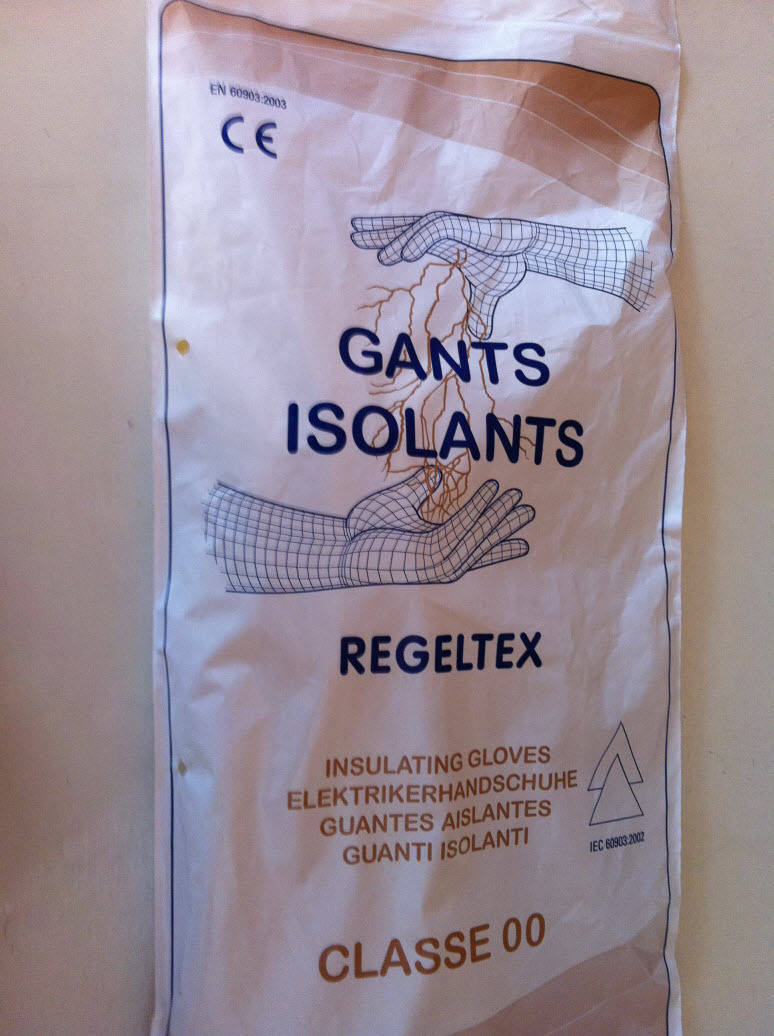 EN 60903:2003
CE
GANTS
ISOLANTS
REGELTEX
INSULATING GLOVES
ELEKTRIKERHANDSCHUHE
GUANTES AISLANTES
GUANTI ISOLANTI
IEC 60903:2002
CLASSE 00